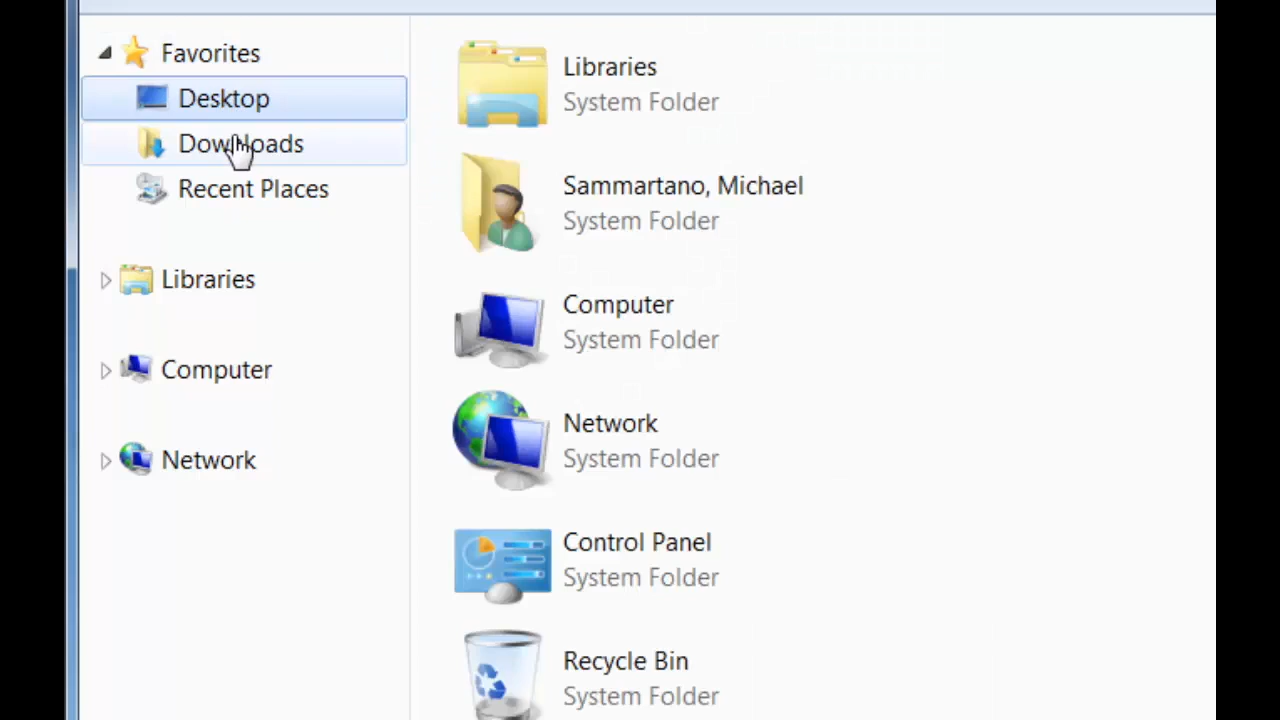 Favorites
Desktop
Downloads
Recent Places
Libraries
Computer
Network
Libraries
System Folder
Sammartano, Michael
System Folder
Computer
System Folder
Network
System Folder
Control Panel
System Folder
Recycle Bin
System Folder